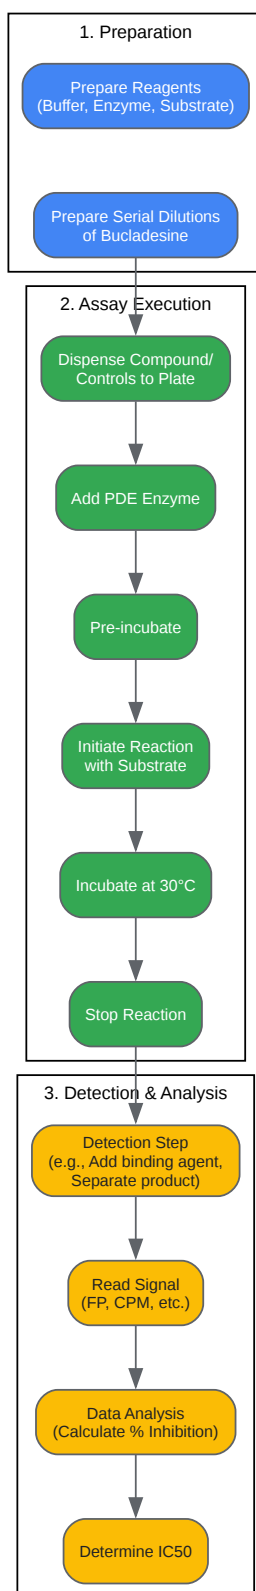 1. Preparation
Prepare Reagents
(Buffer, Enzyme, Substrate)
Prepare Serial Dilutions
of Bucladesine
2. Assay Execution
Dispense Compound/
Controls to Plate
Add PDE Enzyme
Pre-incubate
Initiate Reaction
with Substrate
Incubate at 30°C
Stop Reaction
3. Detection & Analysis
Detection Step
(e.g., Add binding agent,
Separate product)
Read Signal
(FP, CPM, etc.)
Data Analysis
(Calculate % Inhibition)
Determine IC50